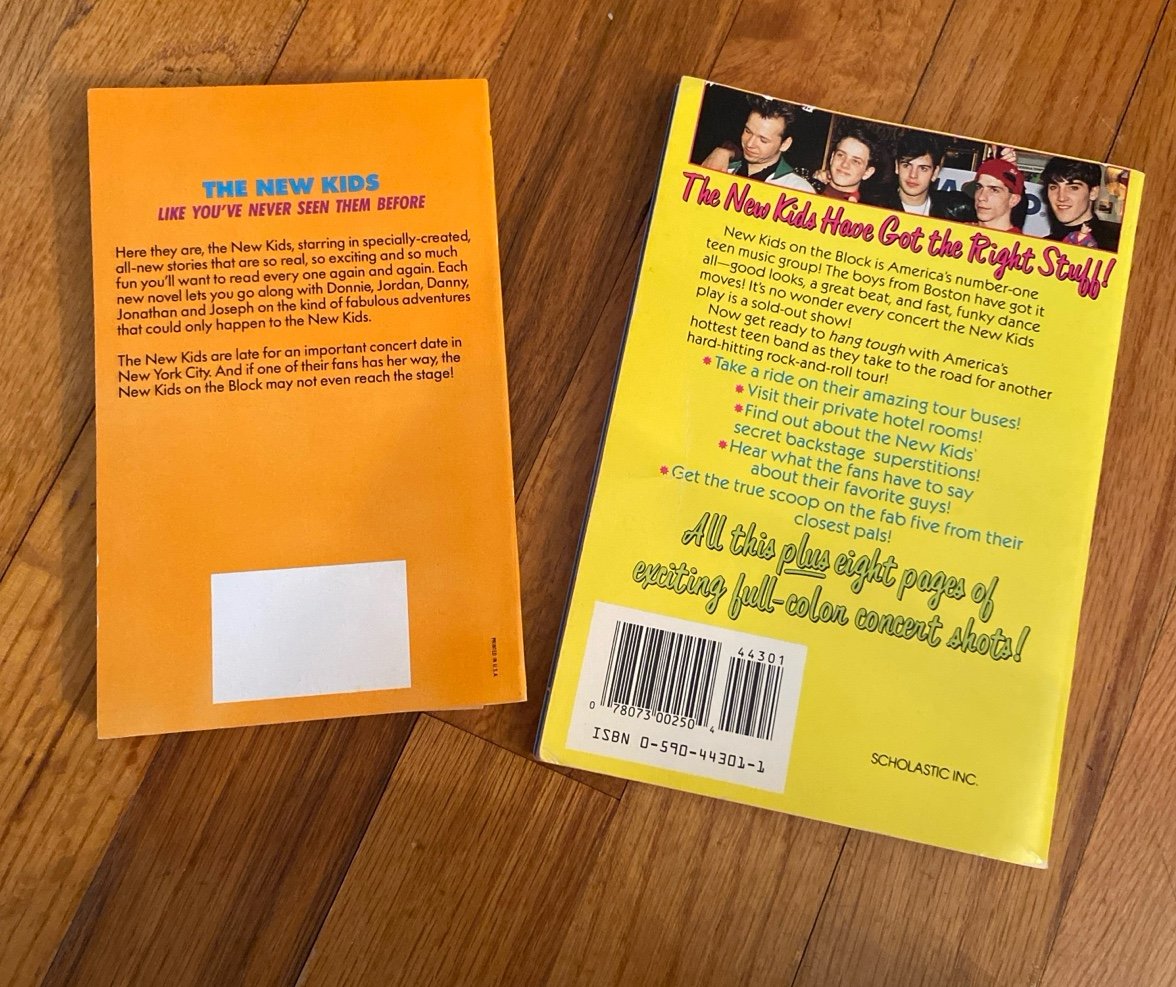 THE NEW KIDS
LIKE YOU'VE NEVER SEEN THEM BEFORE
Here they are, the New Kids, starring in specially-created,
all-new stories that are so real, so exciting and so much
fun you'll want to read every one again and again. Each
new novel lets you go along with Donnie, Jordan, Danny,
Jonathan and Joseph on the kind of fabulous adventures
that could only happen to the New Kids.
The New Kids are late for an important concert date in
New York City. And if one of their fans has her way, the
New Kids on the Block may not even reach the stage!
PRINTED IN U.S.A.
The New Kids Have Got the Right Stuff!
New Kids on the Block is America's number-one
teen music group! The boys from Boston have got it
all—good looks, a great beat, and fast, funky dance
moves! It's no wonder every concert the New Kids
play is a sold-out show!
Now get ready to hang tough with America's
hottest teen band as they take to the road for another
hard-hitting rock-and-roll tour!
* Take a ride on their amazing tour buses!
* Visit their private hotel rooms!
* Find out about the New Kids'
secret backstage superstitions!
* Hear what the fans have to say
about their favorite guys!
* Get the true scoop on the fab five from their
closest pals!
All this plus eight pages of
exciting full-color concert shots!
44301
0 78073 00250 4
ISBN 0-590-44301-1
SCHOLASTIC INC.